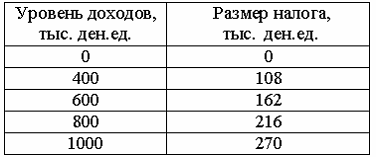 Уровень доходов, Размер налога,
тыс. ден.ед. тыс. ден.ед.
0 0
400 108
600 162
800 216
1000 270